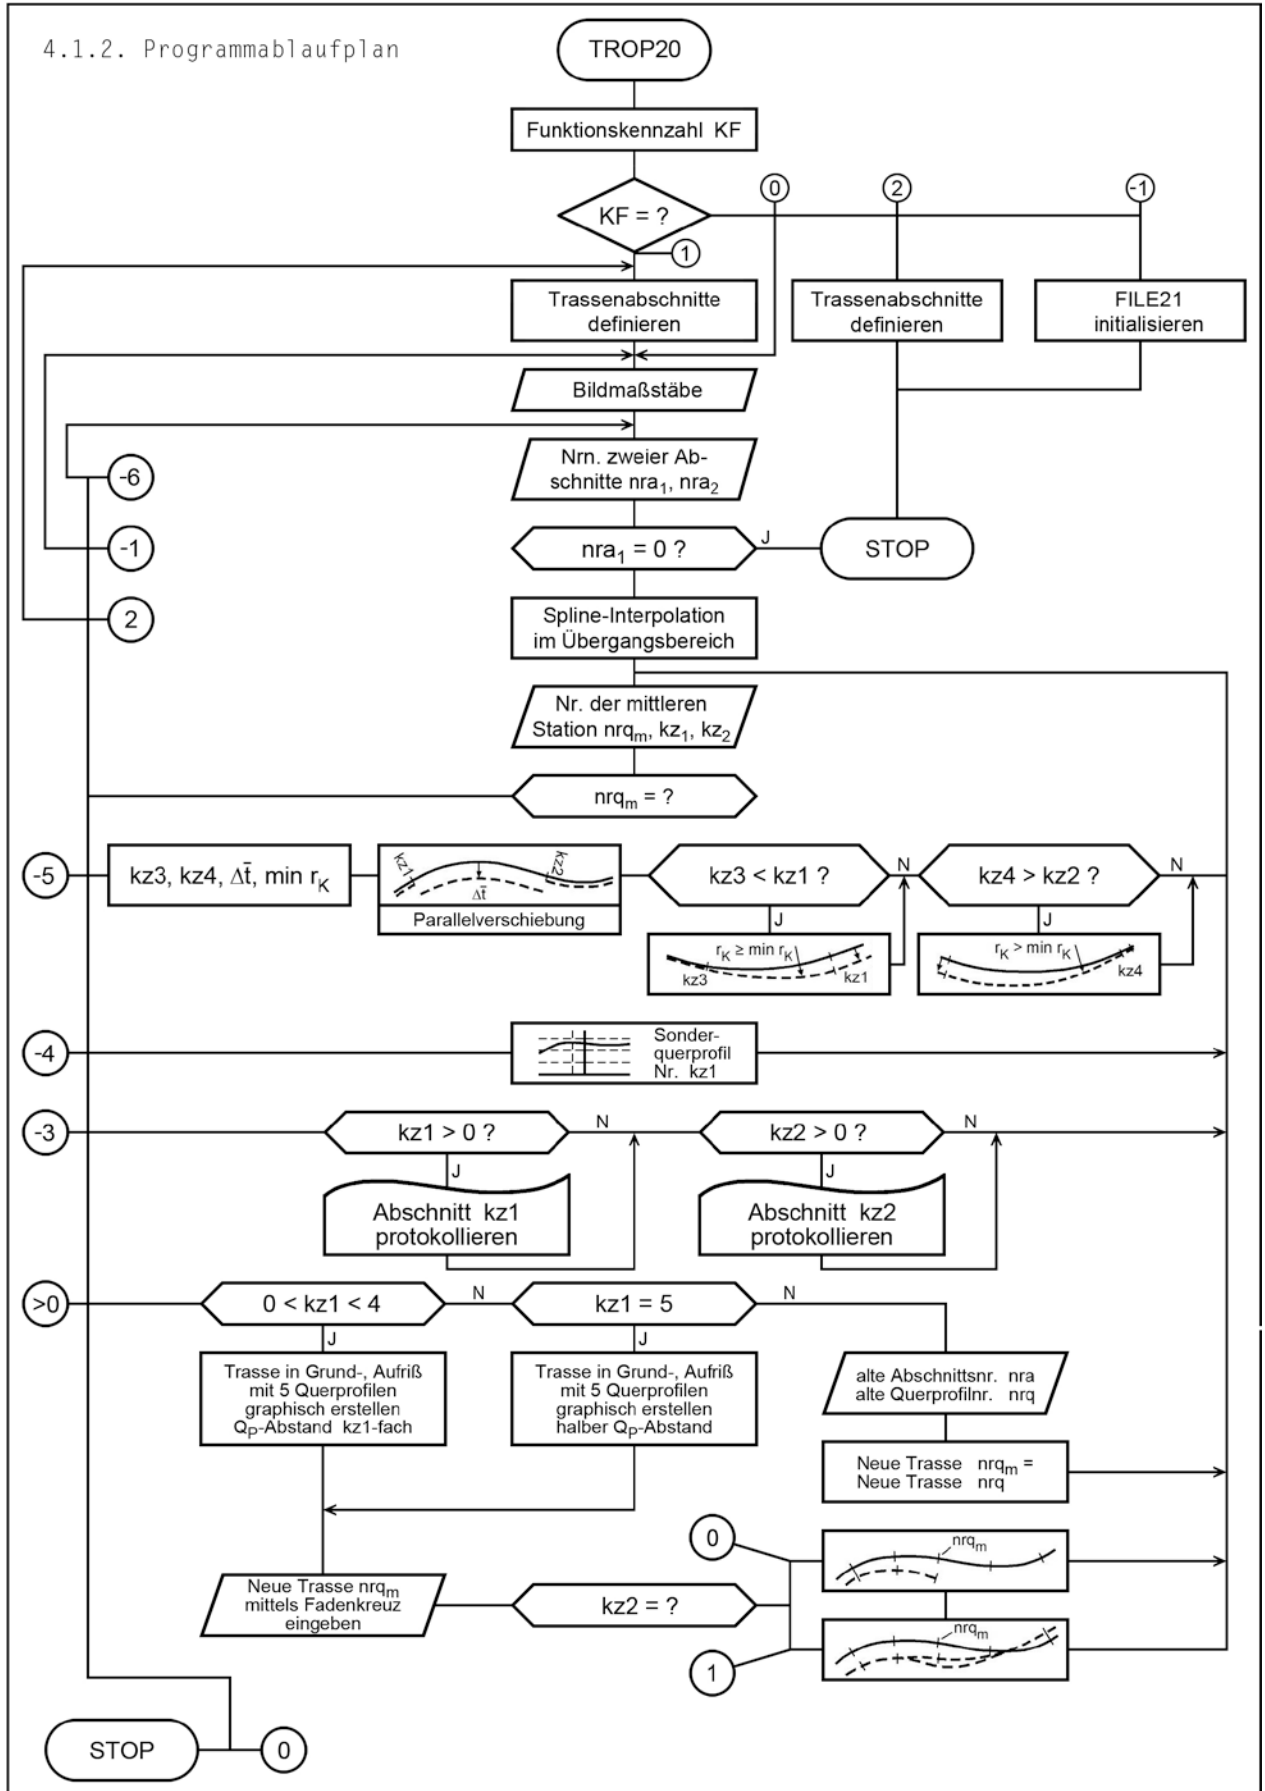 4.1.2. Programmablaufplan
TROP20
Funktionskennzahl KF
KF = ?
0
2
-1
1
Trassenabschnitte
definieren
Trassenabschnitte
definieren
FILE21
initialisieren
Bildmaßstäbe
Nrn. zweier Ab-
schnitte nra1, nra2
-6
-1
nra1 = 0 ?
J
STOP
2
Spline-Interpolation
im Übergangsbereich
Nr. der mittleren
Station nrqm, kz1, kz2
nrqm = ?
-5
kz3, kz4, Δt̄, min rK
kz1
kz2
Δt̄
Parallelverschiebung
kz3 < kz1 ?
N
J
rK ≥ min rK
kz3
kz1
kz4 > kz2 ?
N
J
rK > min rK
kz4
-4
Sonder-
querprofil
Nr. kz1
-3
kz1 > 0 ?
N
J
Abschnitt kz1
protokollieren
kz2 > 0 ?
N
J
Abschnitt kz2
protokollieren
>0
0 < kz1 < 4
N
J
kz1 = 5
N
J
Trasse in Grund-, Aufriß
mit 5 Querprofilen
graphisch erstellen
QP-Abstand kz1-fach
Trasse in Grund-, Aufriß
mit 5 Querprofilen
graphisch erstellen
halber QP-Abstand
alte Abschnittsnr. nra
alte Querprofilnr. nrq
Neue Trasse nrqm =
Neue Trasse nrq
0
nrqm
Neue Trasse nrqm
mittels Fadenkreuz
eingeben
kz2 = ?
1
nrqm
STOP
0